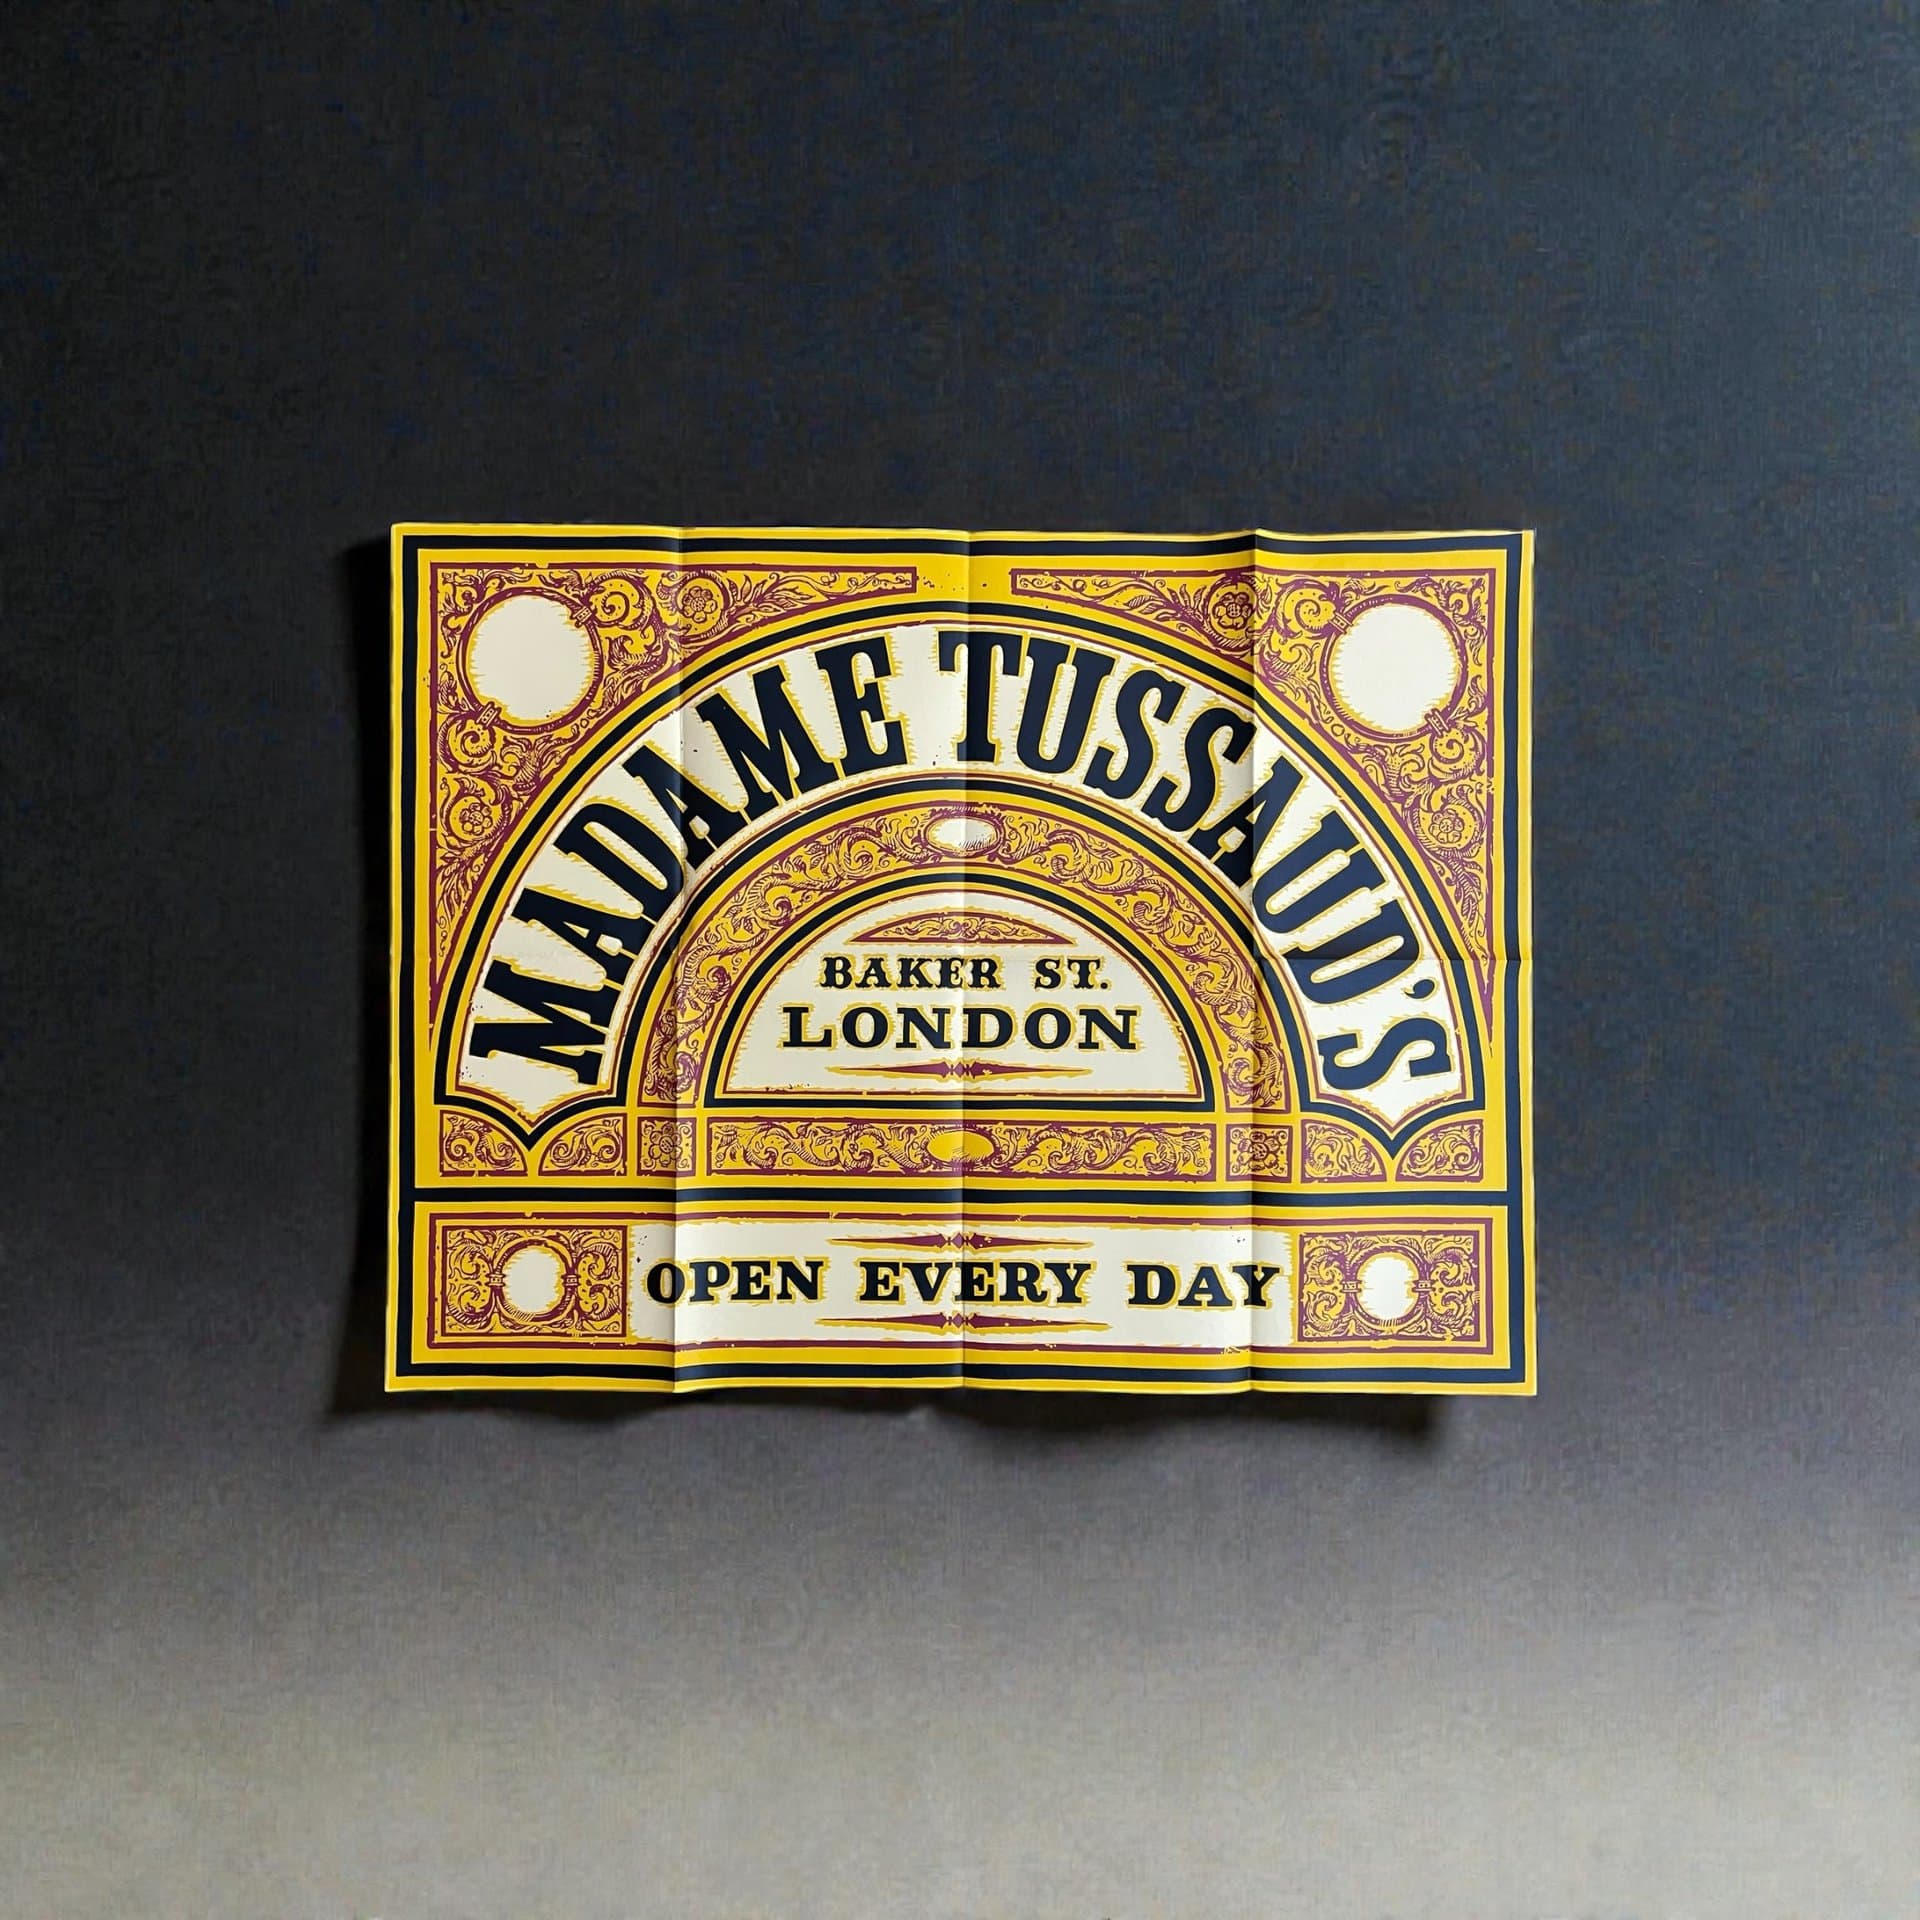 MADAME TUSSAUD'S
BAKER ST.
LONDON
OPEN EVERY DAY